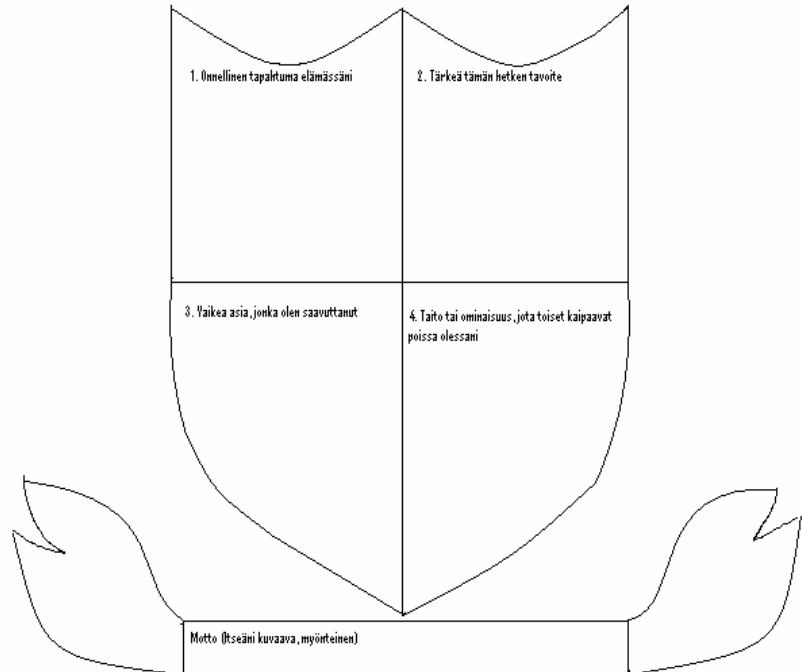 1. Onnellinen tapahtuma elämässäni
2. Tärkeä tämän hetken tavoite
3. Vaikea asia, jonka olen saavuttanut
4. Taito tai ominaisuus, jota toiset kaipaavat
poissa olessani
Motto (Itseäni kuvaava, myönteinen)